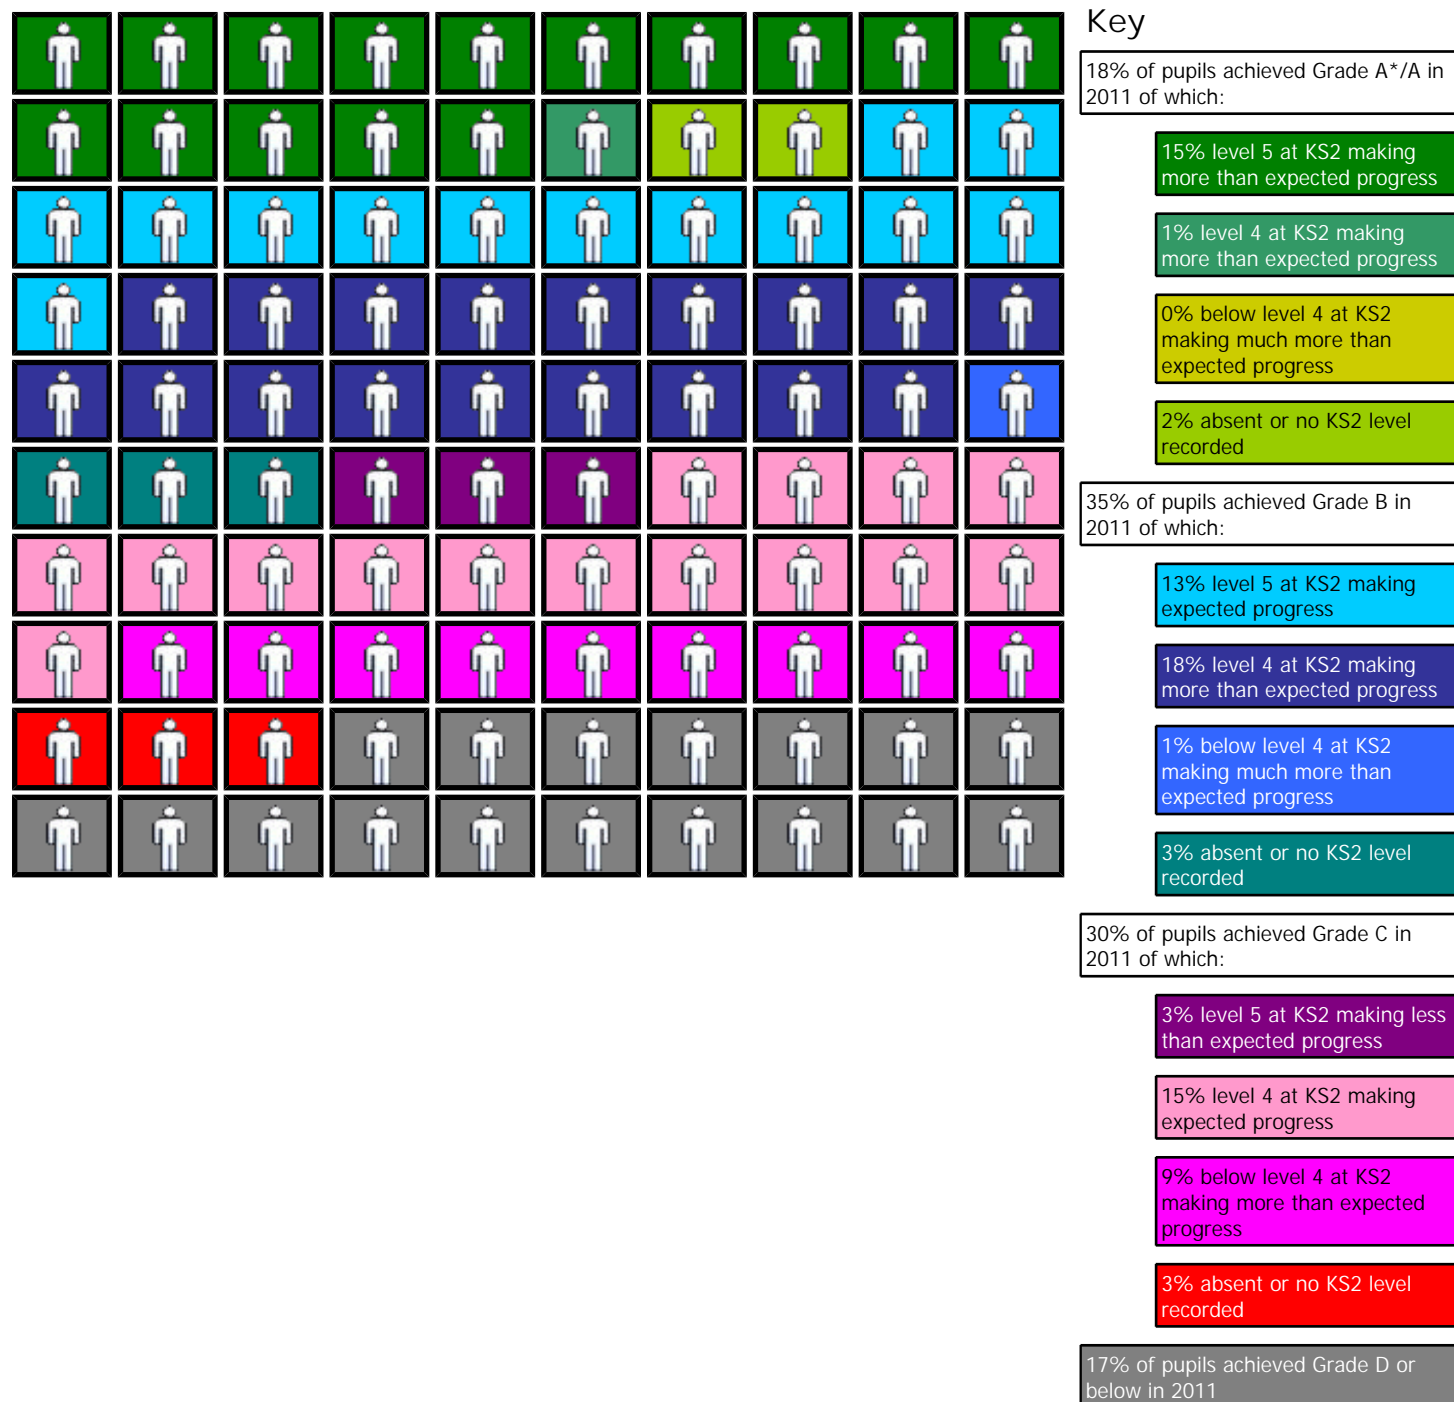 Key
18% of pupils achieved Grade A*/A in
2011 of which:
15% level 5 at KS2 making
more than expected progress
1% level 4 at KS2 making
more than expected progress
0% below level 4 at KS2
making much more than
expected progress
2% absent or no KS2 level
recorded
35% of pupils achieved Grade B in
2011 of which:
13% level 5 at KS2 making
expected progress
18% level 4 at KS2 making
more than expected progress
1% below level 4 at KS2
making much more than
expected progress
3% absent or no KS2 level
recorded
30% of pupils achieved Grade C in
2011 of which:
3% level 5 at KS2 making less
than expected progress
15% level 4 at KS2 making
expected progress
9% below level 4 at KS2
making more than expected
progress
3% absent or no KS2 level
recorded
17% of pupils achieved Grade D or
below in 2011